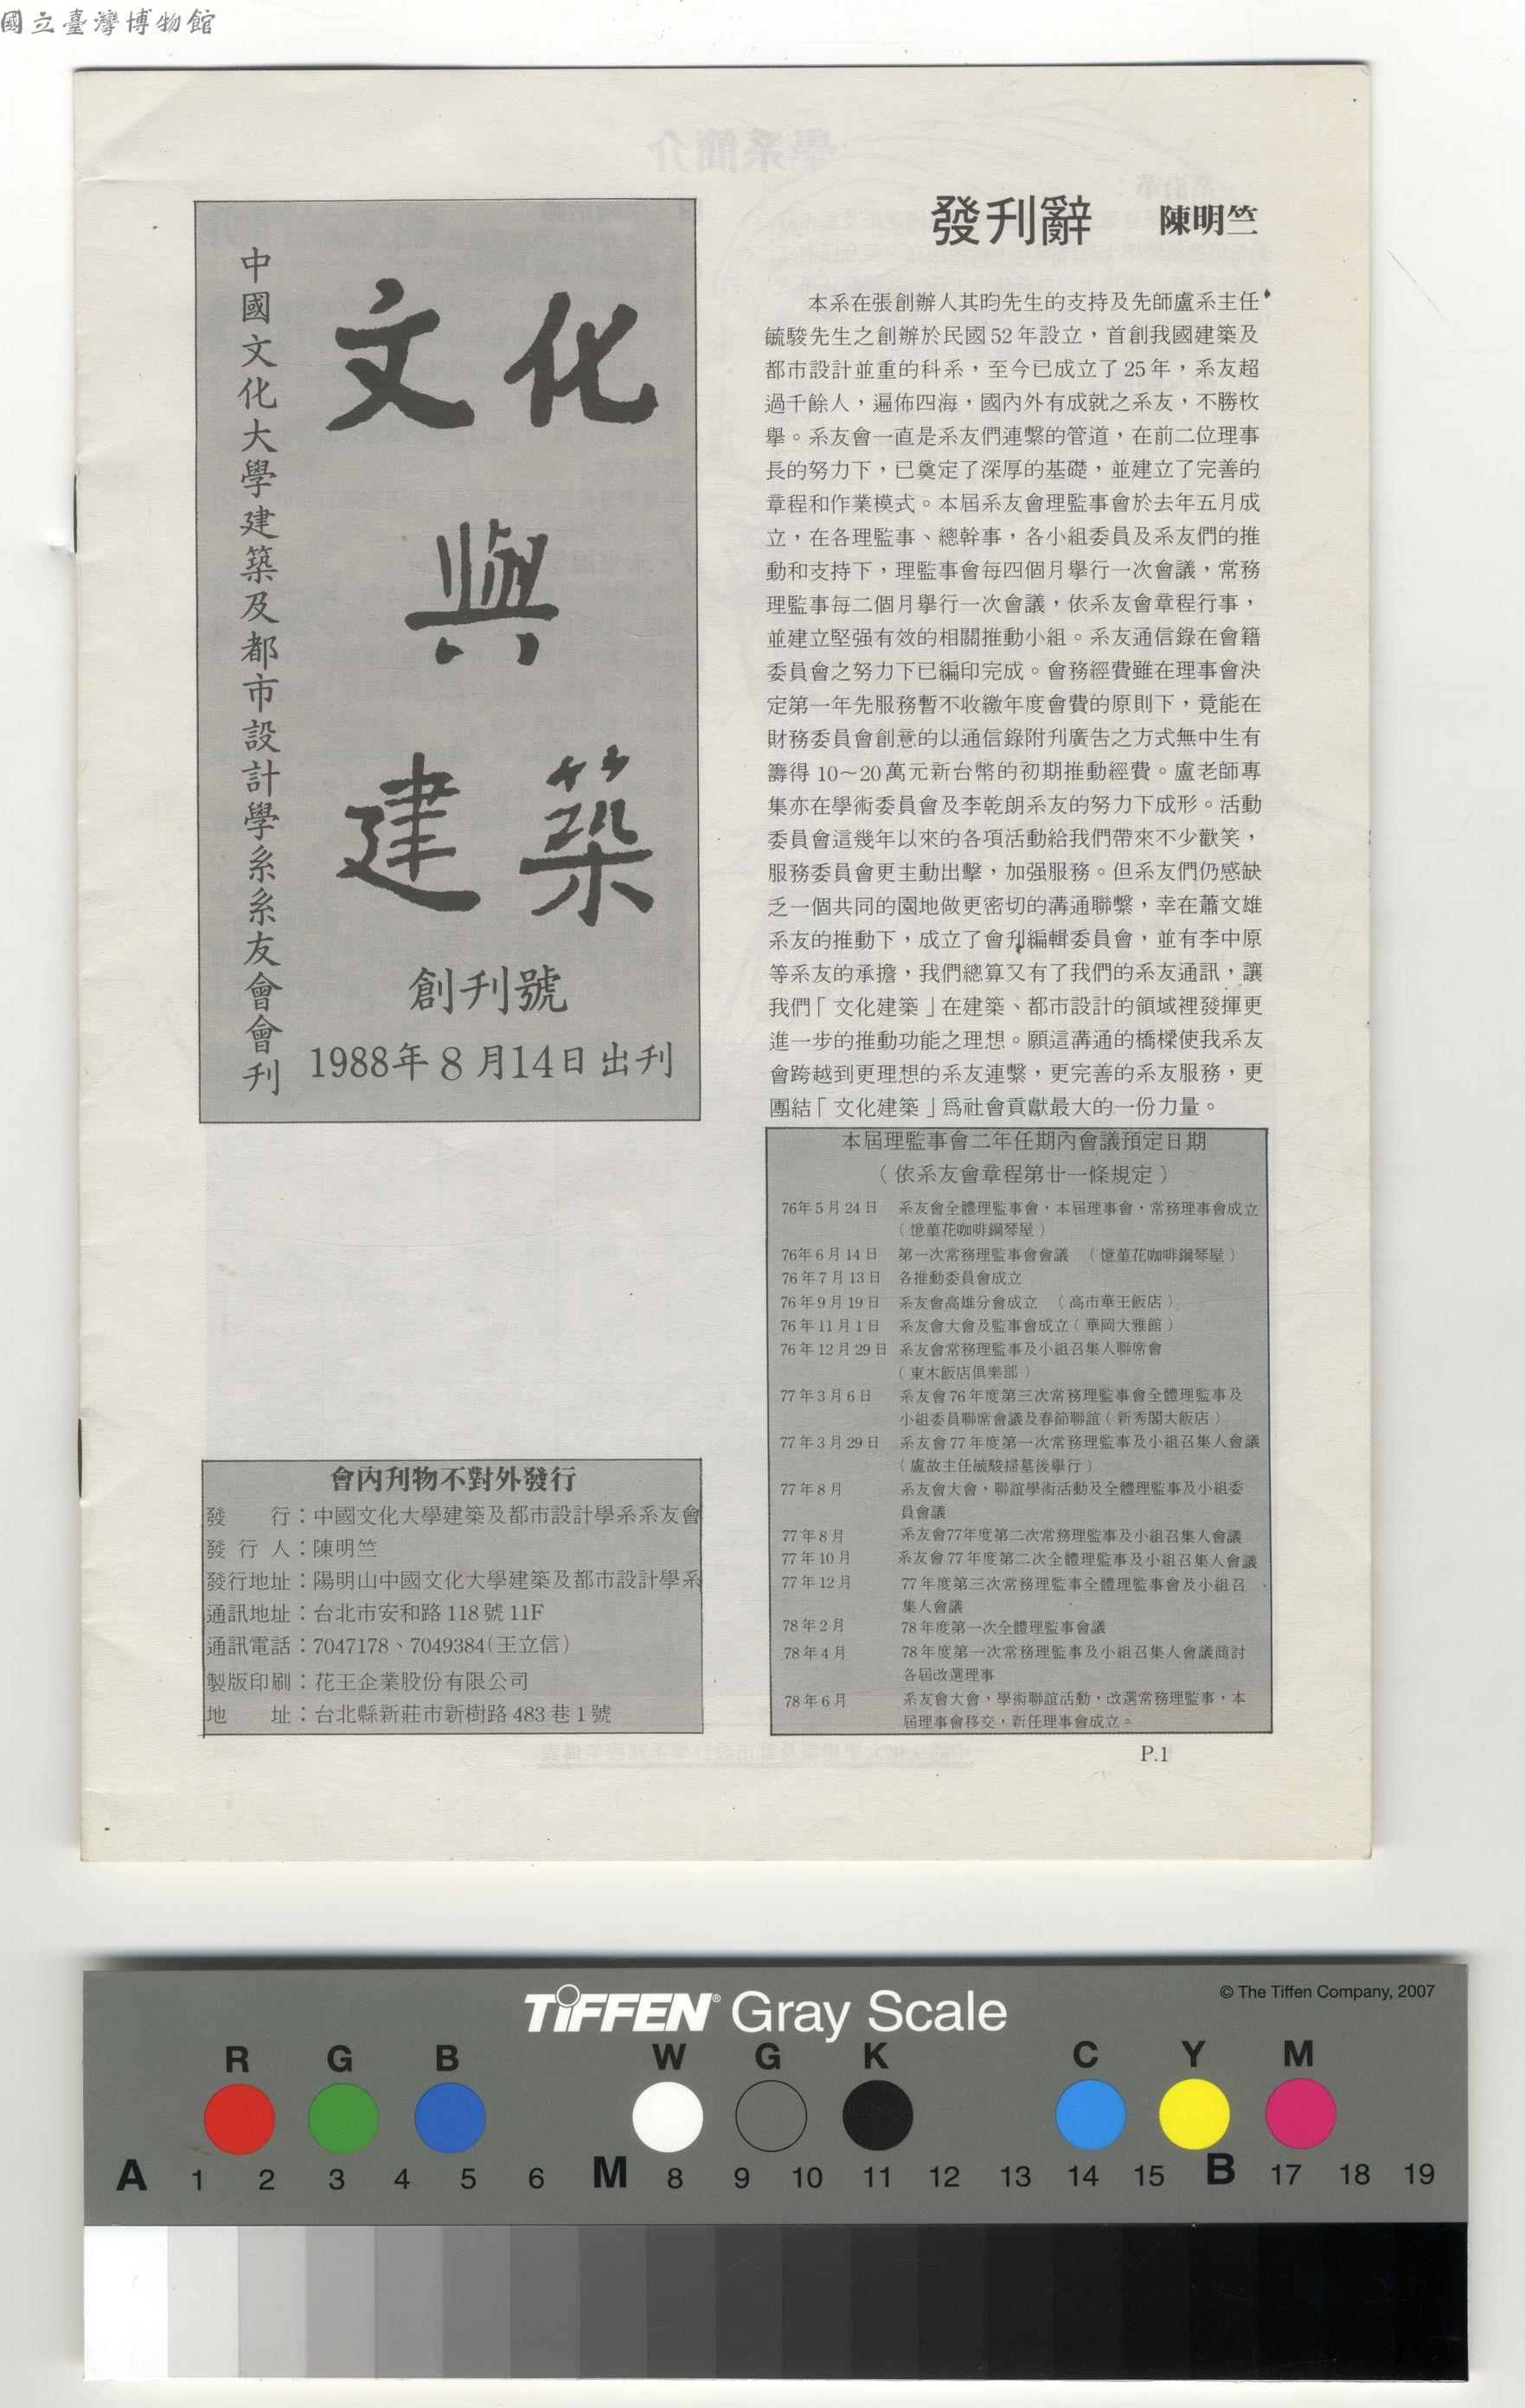 國立臺灣博物館
中國文化大學建築及都市設計學系系友會會刊
文化
與
建築
創刊號
1988年8月14日出刊
會內刊物不對外發行
發　　行：中國文化大學建築及都市設計學系系友會
發 行 人：陳明竺
發行地址：陽明山中國文化大學建築及都市設計學系
通訊地址：台北市安和路118號11F
通訊電話：7047178、7049384(王立信)
製版印刷：花王企業股份有限公司
地　　址：台北縣新莊市新樹路483巷1號
發刊辭　陳明竺
本系在張創辦人其昀先生的支持及先師盧系主任
毓駿先生之創辦於民國52年設立，首創我國建築及
都市設計並重的科系，至今已成立了25年，系友超
過千餘人，遍佈四海，國內外有成就之系友，不勝枚
舉。系友會一直是系友們連繫的管道，在前二位理事
長的努力下，已奠定了深厚的基礎，並建立了完善的
章程和作業模式。本屆系友會理監事會於去年五月成
立，在各理監事、總幹事，各小組委員及系友們的推
動和支持下，理監事會每四個月舉行一次會議，常務
理監事每二個月舉行一次會議，依系友會章程行事，
並建立堅强有效的相關推動小組。系友通信錄在會籍
委員會之努力下已編印完成。會務經費雖在理事會決
定第一年先服務暫不收繳年度會費的原則下，竟能在
財務委員會創意的以通信錄附刊廣告之方式無中生有
籌得10～20萬元新台幣的初期推動經費。盧老師專
集亦在學術委員會及李乾朗系友的努力下成形。活動
委員會這幾年以來的各項活動給我們帶來不少歡笑，
服務委員會更主動出擊，加强服務。但系友們仍感缺
乏一個共同的園地做更密切的溝通聯繫，幸在蕭文雄
系友的推動下，成立了會刊編輯委員會，並有李中原
等系友的承擔，我們總算又有了我們的系友通訊，讓
我們「文化建築」在建築、都市設計的領域裡發揮更
進一步的推動功能之理想。願這溝通的橋樑使我系友
會跨越到更理想的系友連繫，更完善的系友服務，更
團結「文化建築」爲社會貢獻最大的一份力量。
本屆理監事會二年任期內會議預定日期
（依系友會章程第廿一條規定）
76年5月24日　系友會全體理監事會，本屆理事會，常務理事會成立
（憶菫花咖啡鋼琴屋）
76年6月14日　第一次常務理監事會會議　（憶菫花咖啡鋼琴屋）
76年7月13日　各推動委員會成立
76年9月19日　系友會高雄分會成立　（高市華王飯店）
76年11月1日　系友會大會及監事會成立（華岡大雅館）
76年12月29日　系友會常務理監事及小組召集人聯席會
（東木飯店俱樂部）
77年3月6日　系友會76年度第三次常務理監事會全體理監事及
小組委員聯席會議及春節聯誼（新秀閣大飯店）
77年3月29日　系友會77年度第一次常務理監事及小組召集人會議
（盧故主任毓駿掃墓後舉行）
77年8月　系友會大會，聯誼學術活動及全體理監事及小組委
員會議
77年8月　系友會77年度第二次常務理監事及小組召集人會議
77年10月　系友會77年度第二次全體理監事及小組召集人會議
77年12月　77年度第三次常務理監事全體理監事會及小組召
集人會議
78年2月　78年度第一次全體理監事會議
78年4月　78年度第一次常務理監事及小組召集人會議商討
各屆改選理事
78年6月　系友會大會，學術聯誼活動，改選常務理監事，本
屆理事會移交，新任理事會成立。
P.1
TIFFEN® Gray Scale
© The Tiffen Company, 2007
R G B W G K C Y M
A 1 2 3 4 5 6 M 8 9 10 11 12 13 14 15 B 17 18 19